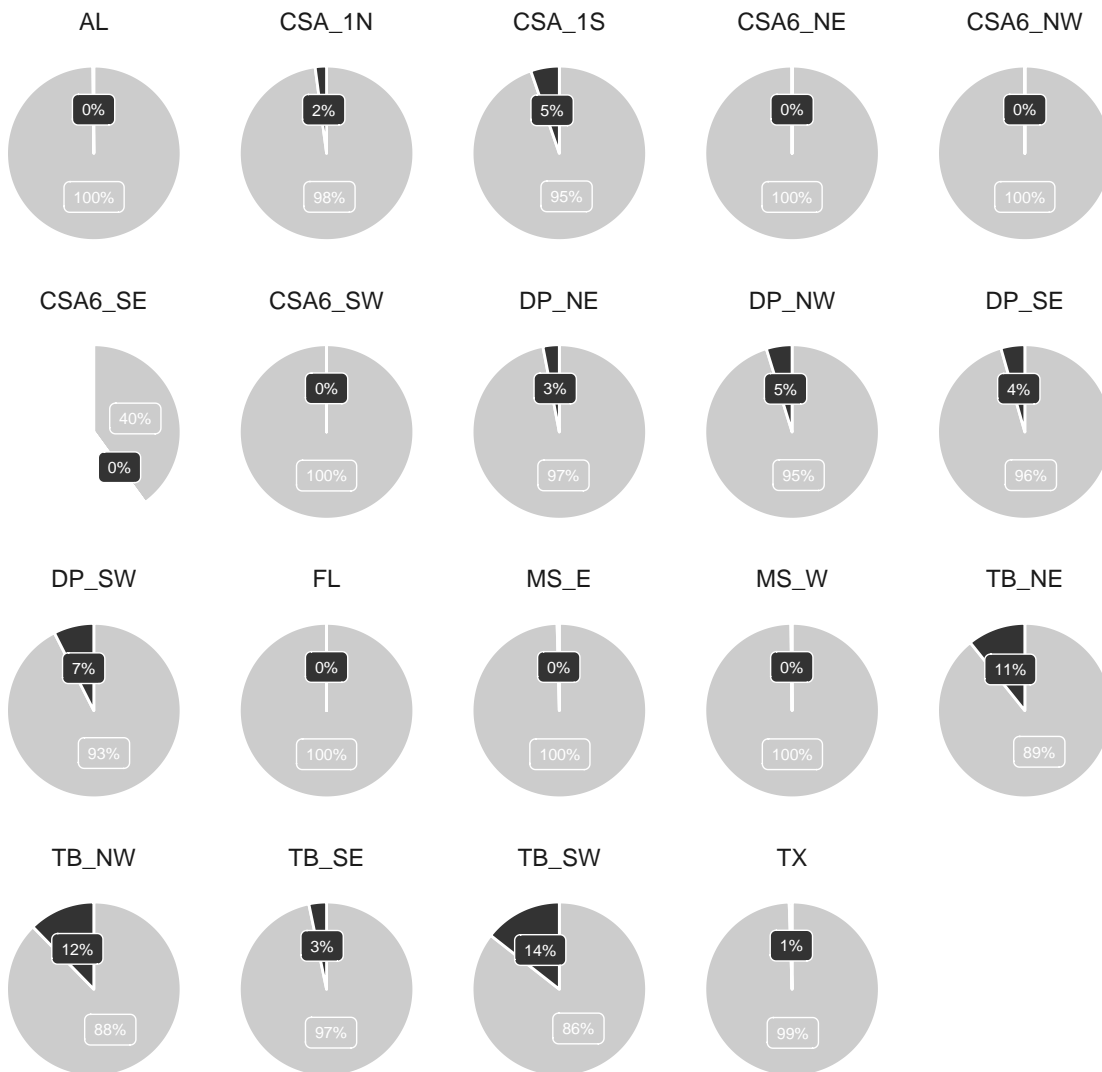 AL CSA_1N CSA_1S CSA6_NE CSA6_NW
0% 2% 5% 0% 0%
100% 98% 95% 100% 100%
CSA6_SE CSA6_SW DP_NE DP_NW DP_SE
0% 3% 5% 4%
40%
0%
100% 97% 95% 96%
DP_SW FL MS_E MS_W TB_NE
7% 0% 0% 0% 11%
93% 100% 100% 100% 89%
TB_NW TB_SE TB_SW TX
12% 3% 14% 1%
88% 97% 86% 99%